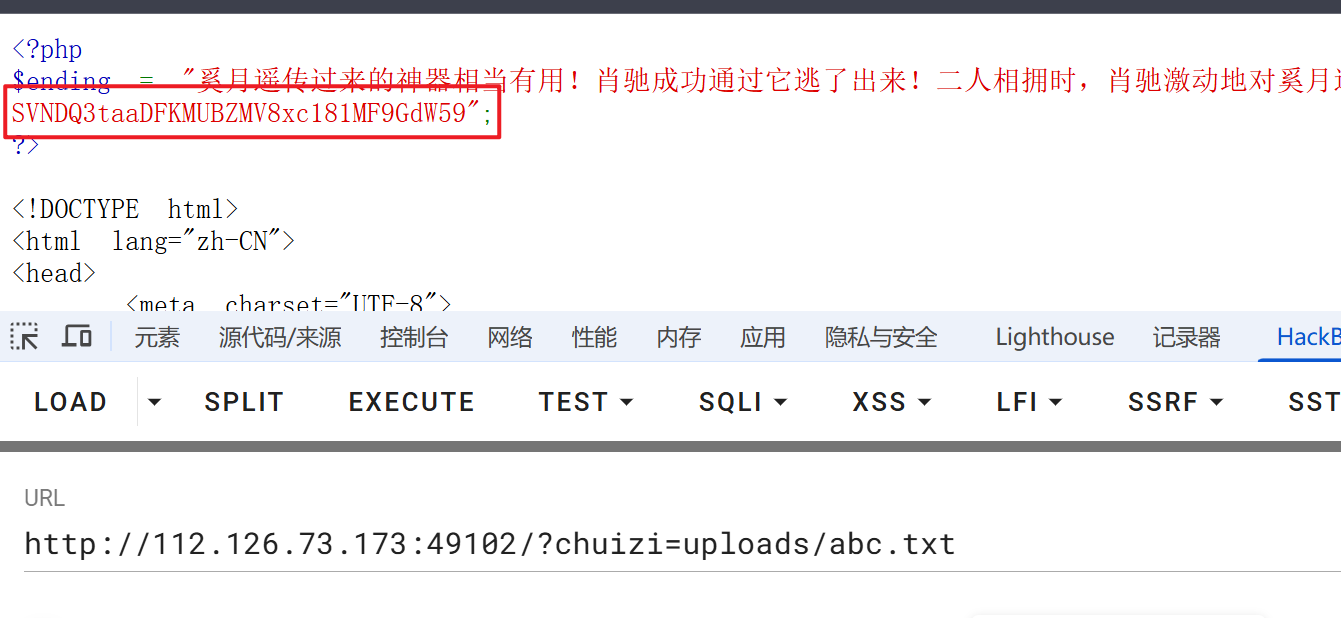 <?php
$ending = "奚月遥传过来的神器相当有用！肖驰成功通过它逃了出来！二人相拥时，肖驰激动地对奚月
SVNDQ3taaDFKMUBZMV8xc181MF9GdW59";
?>
<!DOCTYPE html>
<html lang="zh-CN">
<head>
<meta charset="UTF-8">
元素 源代码/来源 控制台 网络 性能 内存 应用 隐私与安全 Lighthouse 记录器 HackB
LOAD SPLIT EXECUTE TEST SQLI XSS LFI SSRF SST
URL
http://112.126.73.173:49102/?chuizi=uploads/abc.txt